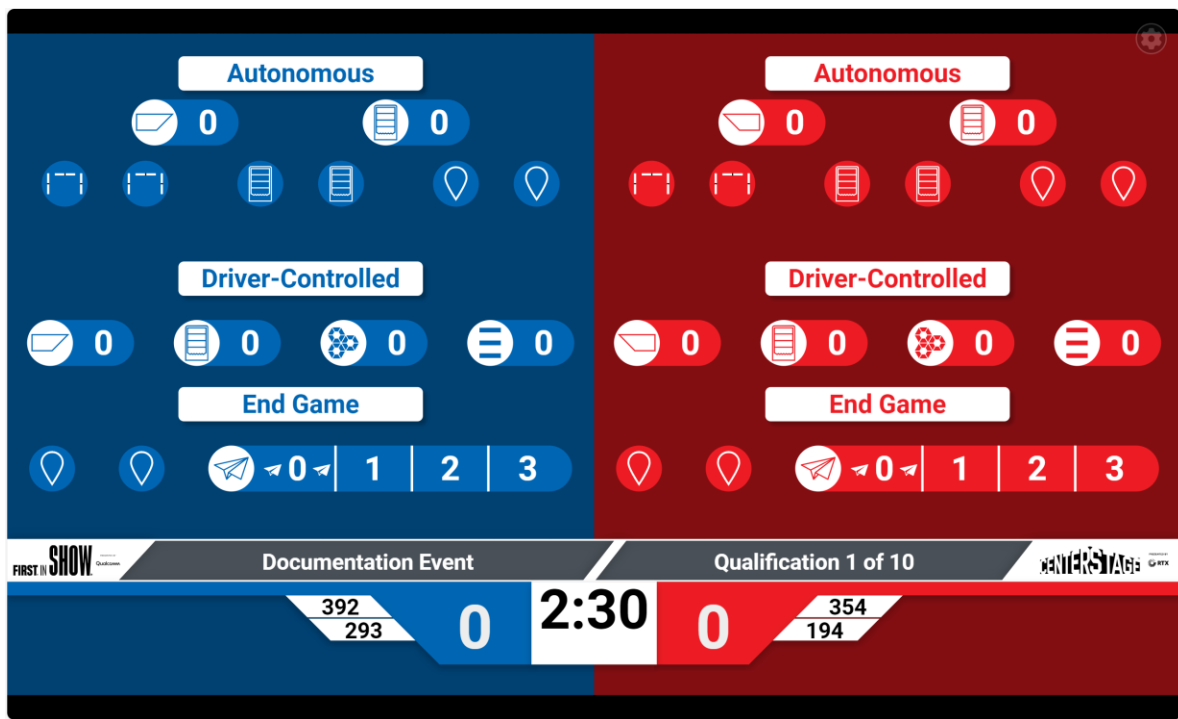 Autonomous
0 0
Driver-Controlled
0 0 0 0
End Game
0 1 2 3
Autonomous
0 0
Driver-Controlled
0 0 0 0
End Game
0 1 2 3
FIRST IN SHOW
Qualcomm
Documentation Event
Qualification 1 of 10
CENTERSTAGE
RTX
392
293
0
2:30
0
354
194